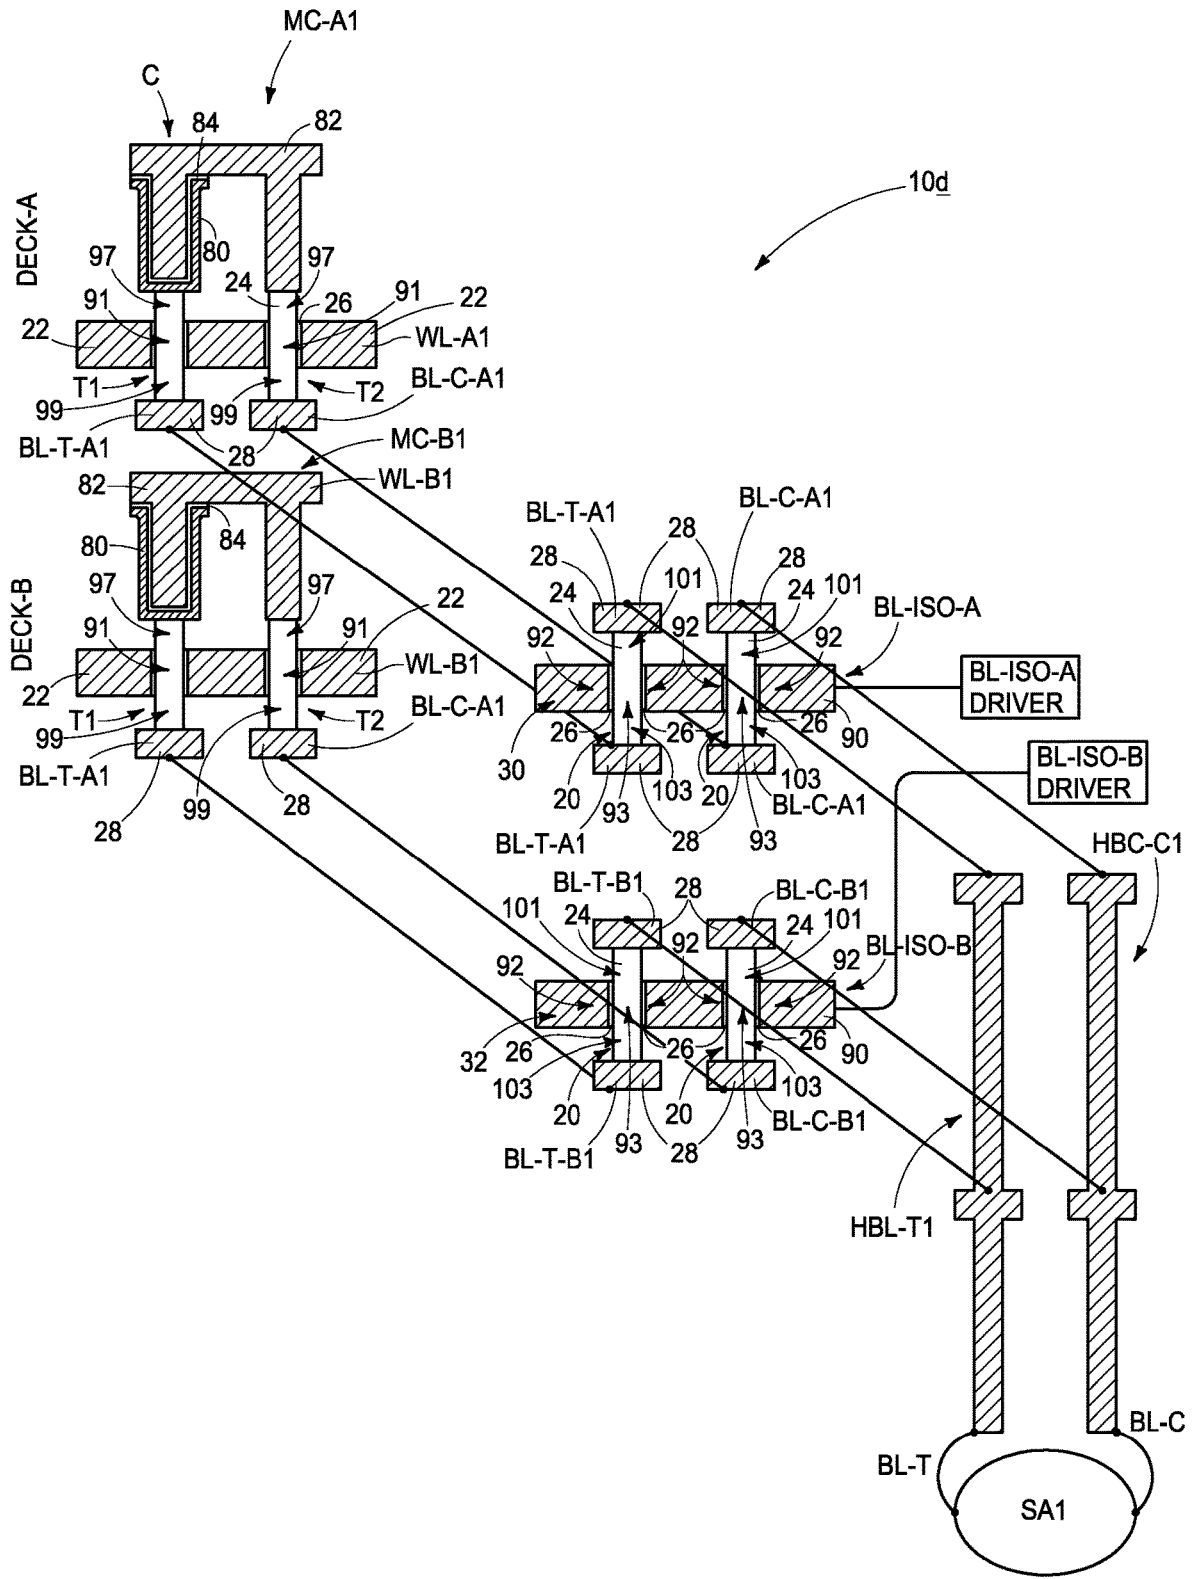 MC-A1
C
84
82
10d
DECK-A
80
97
24
97
91
26
91
22
22
WL-A1
T1
99
99
T2
BL-C-A1
BL-T-A1
28
MC-B1
82
WL-B1
80
84
DECK-B
97
97
22
91
91
22
WL-B1
T1
99
T2
BL-C-A1
BL-T-A1
28
99
28
BL-T-A1
BL-C-A1
28
28
28
24
101
24
101
BL-ISO-A
92
92
92
BL-ISO-A
DRIVER
30
26
26
26
90
20
103
20
103
BL-ISO-B
DRIVER
93
BL-C-A1
BL-T-A1
28
93
HBC-C1
BL-T-B1
28
BL-C-B1
101
24
24
101
92
92
92
BL-ISO-B
32
26
26
26
90
103
103
20
20
93
93
BL-C-B1
BL-T-B1
28
HBL-T1
BL-C
BL-T
SA1